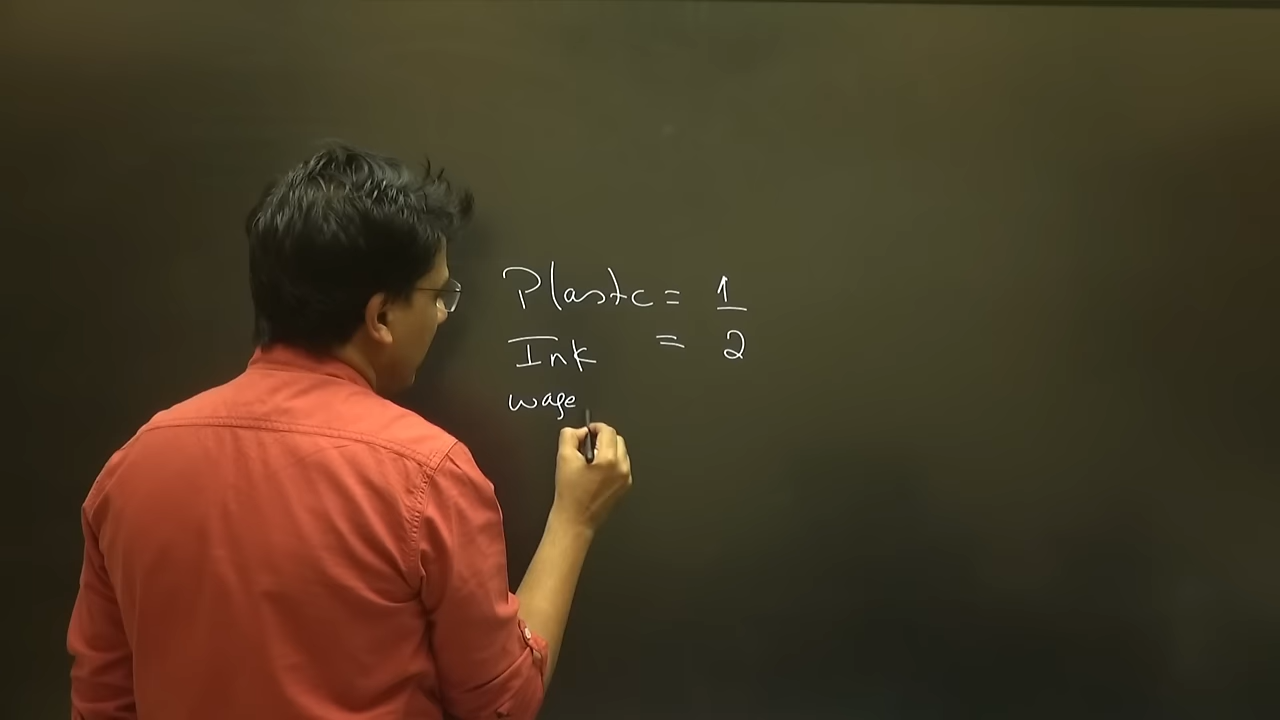 Plastc = 1
Ink = 2
wage